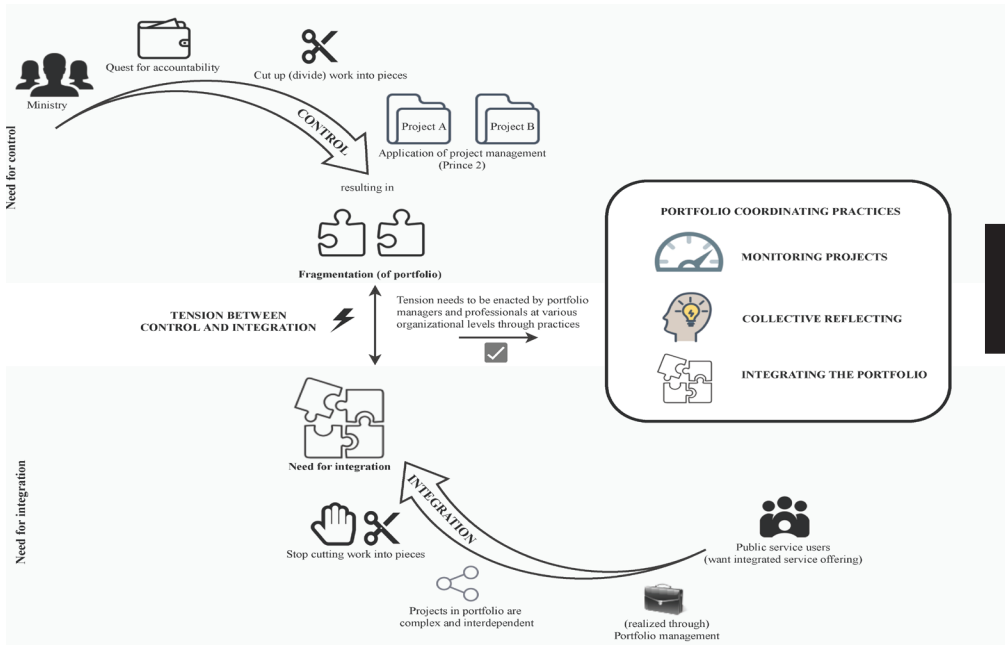 Need for control
Ministry
Quest for accountability
Cut up (divide) work into pieces
CONTROL
Project A
Project B
Application of project management
(Prince 2)
resulting in
Fragmentation (of portfolio)
TENSION BETWEEN
CONTROL AND INTEGRATION
Tension needs to be enacted by portfolio
managers and professionals at various
organizational levels through practices
PORTFOLIO COORDINATING PRACTICES
MONITORING PROJECTS
COLLECTIVE REFLECTING
INTEGRATING THE PORTFOLIO
Need for integration
Need for integration
INTEGRATION
Stop cutting work into pieces
Projects in portfolio are
complex and interdependent
Public service users
(want integrated service offering)
(realized through)
Portfolio management